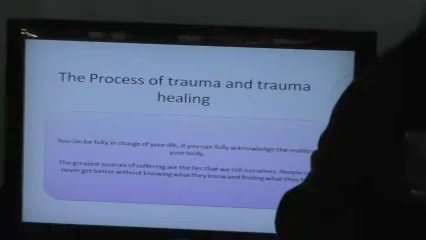 The Process of trauma and trauma
healing
You can be fully in charge of your life, if you can fully acknowledge the reality
your body.
The greatest sources of suffering are the lies that we tell ourselves. People
never get better without knowing what they know and feeling what they